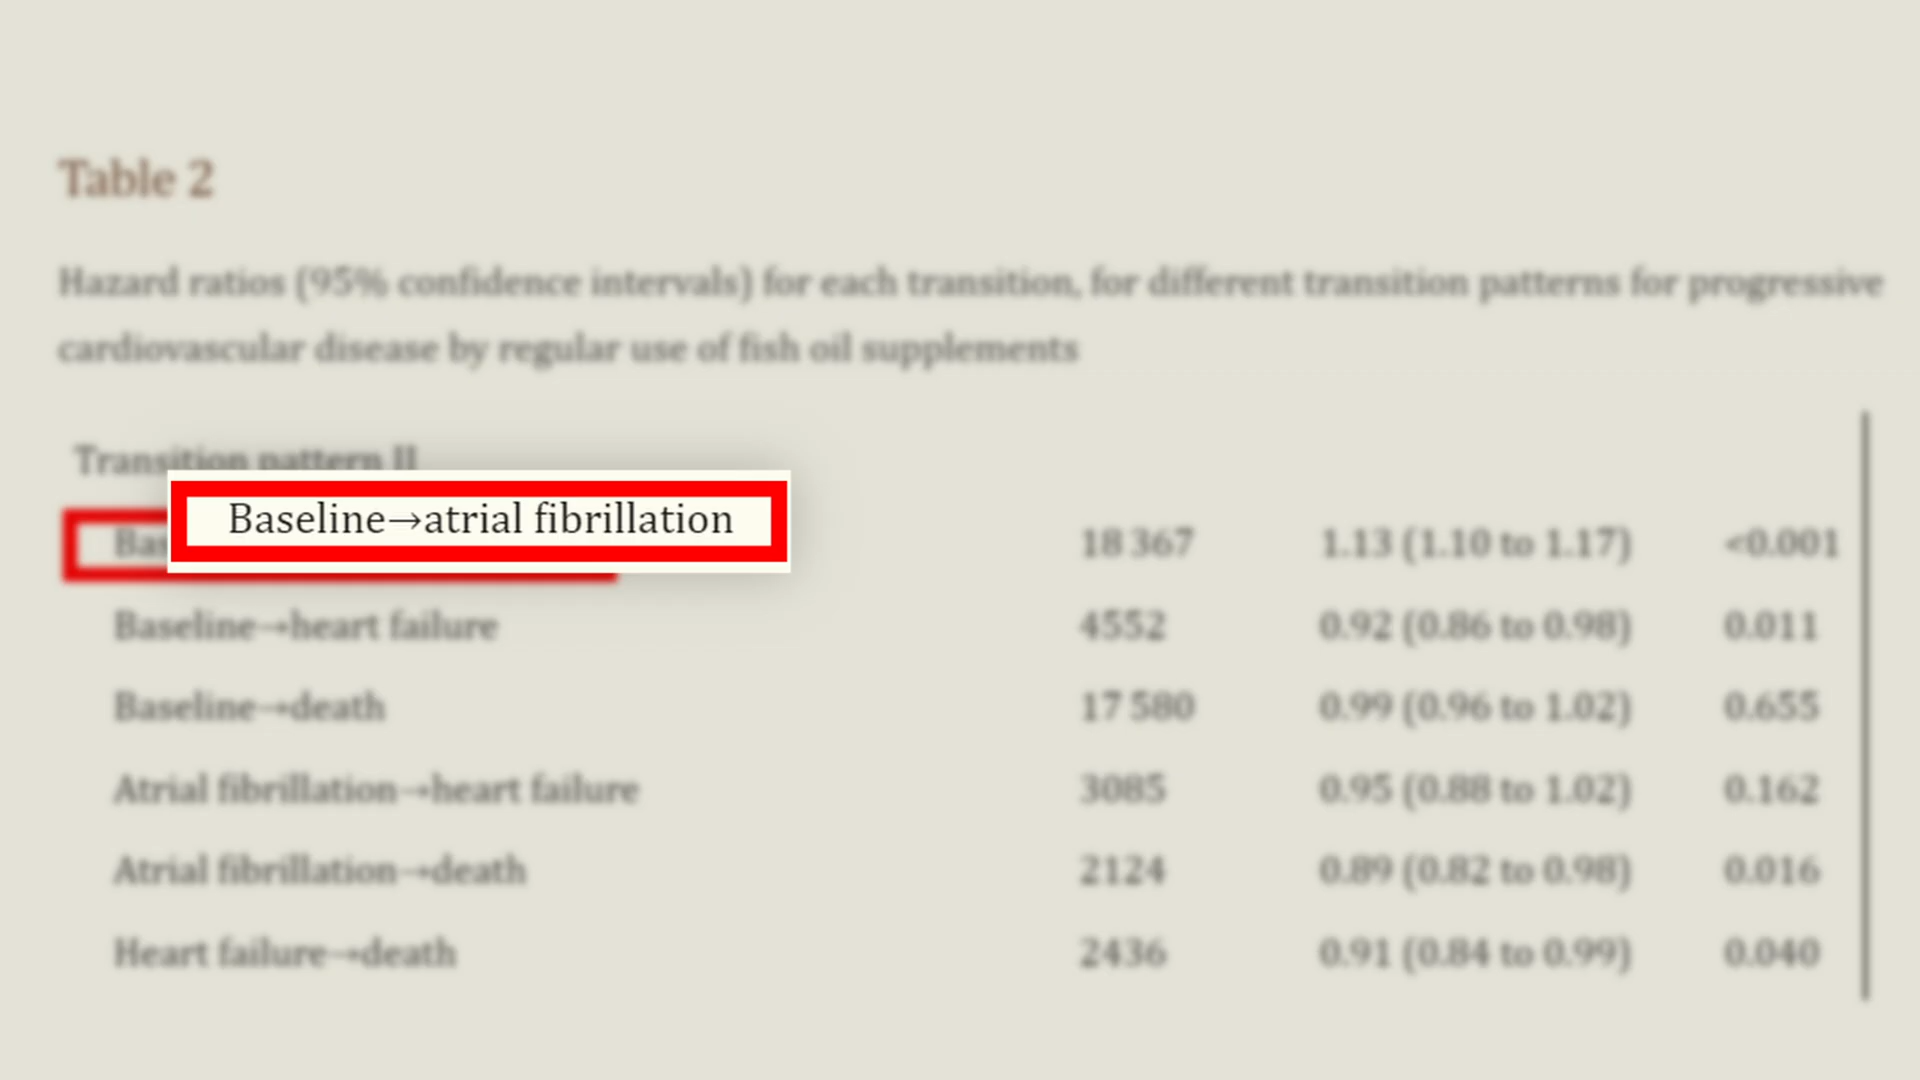 Table 2
Hazard ratios (95% confidence intervals) for each transition, for different transition patterns for progressive
cardiovascular disease by regular use of fish oil supplements
Transition pattern II
Baseline→atrial fibrillation 18 367 1.13 (1.10 to 1.17) <0.001
Baseline→heart failure 4552 0.92 (0.86 to 0.98) 0.011
Baseline→death 17 580 0.99 (0.96 to 1.02) 0.655
Atrial fibrillation→heart failure 3085 0.95 (0.88 to 1.02) 0.162
Atrial fibrillation→death 2124 0.89 (0.82 to 0.98) 0.016
Heart failure→death 2436 0.91 (0.84 to 0.99) 0.040